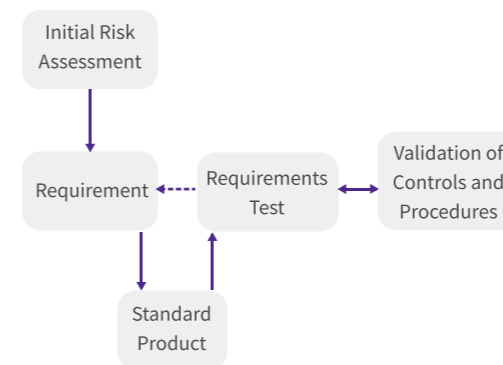 Initial Risk
Assessment
Requirement
Requirements
Test
Validation of
Controls and
Procedures
Standard
Product